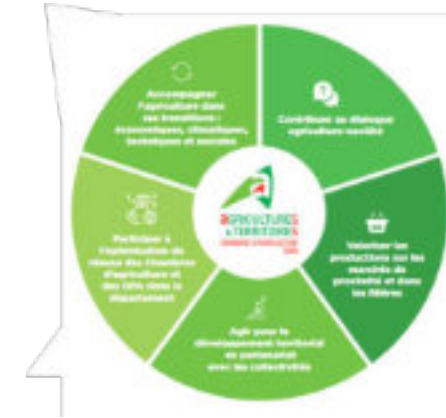 Accompagner
l'agriculture dans
ses transitions :
économiques, climatiques,
techniques et sociales
?
Contribuer au dialogue
agriculture-société
Valoriser les
productions sur les
marchés de
proximité et dans
les filières
Agir pour le
développement territorial
en partenariat
avec les collectivités
Participer à
l'optimisation du
réseau des Chambres
d'agriculture et
des OPA dans le
département
AGRICULTURES
& TERRITOIRES
CHAMBRE D'AGRICULTURE